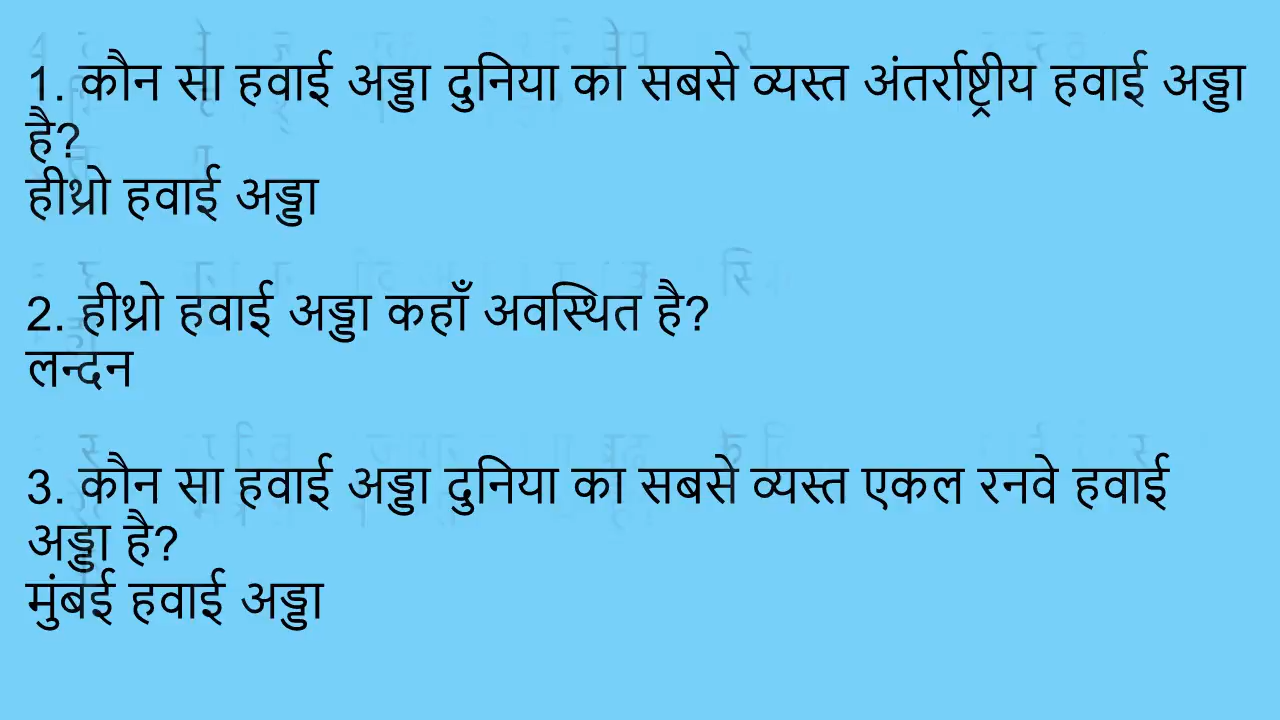 1. कौन सा हवाई अड्डा दुनिया का सबसे व्यस्त अंतर्राष्ट्रीय हवाई अड्डा
है?
हीथ्रो हवाई अड्डा
2. हीथ्रो हवाई अड्डा कहाँ अवस्थित है?
लन्दन
3. कौन सा हवाई अड्डा दुनिया का सबसे व्यस्त एकल रनवे हवाई
अड्डा है?
मुंबई हवाई अड्डा